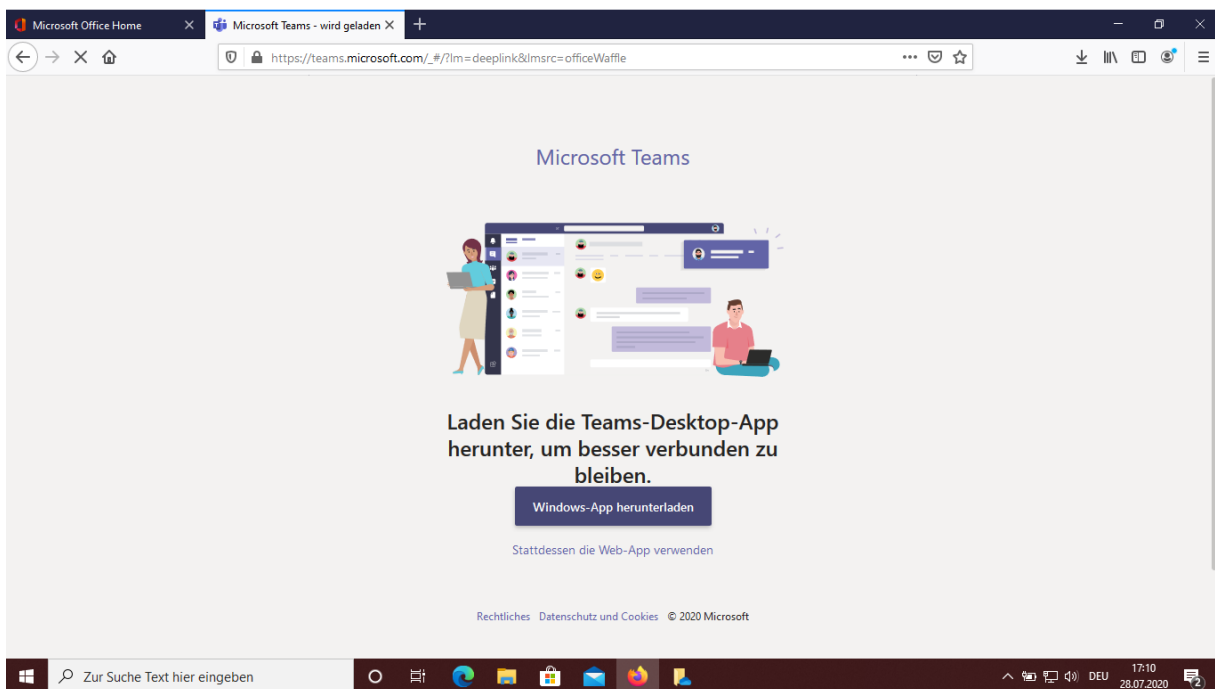 Microsoft Office Home
Microsoft Teams - wird geladen
https://teams.microsoft.com/_#/?lm=deeplink&lmsrc=officeWaffle
Microsoft Teams
Laden Sie die Teams-Desktop-App
herunter, um besser verbunden zu
bleiben.
Windows-App herunterladen
Stattdessen die Web-App verwenden
Rechtliches Datenschutz und Cookies © 2020 Microsoft
Zur Suche Text hier eingeben
DEU
17:10
28.07.2020
2